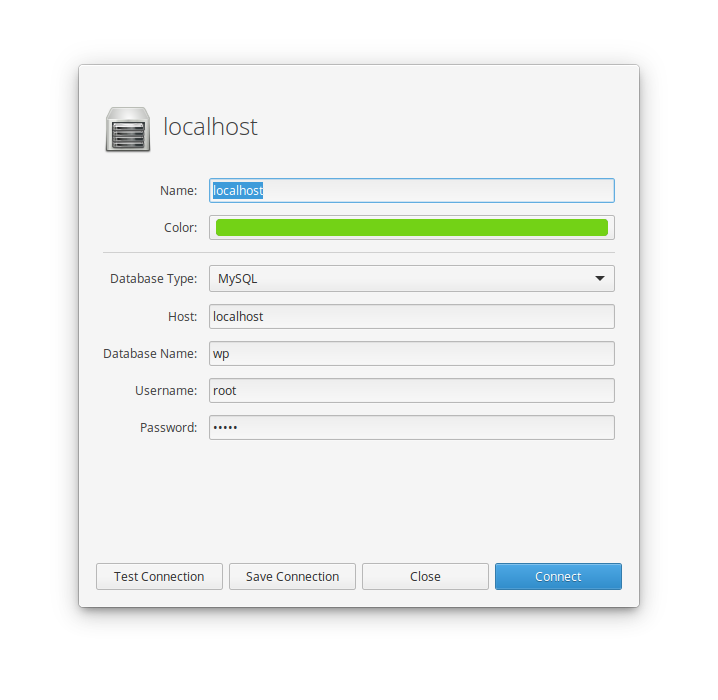 localhost
Name: localhost
Color:
Database Type: MySQL
Host: localhost
Database Name: wp
Username: root
Password: •••••
Test Connection Save Connection Close Connect